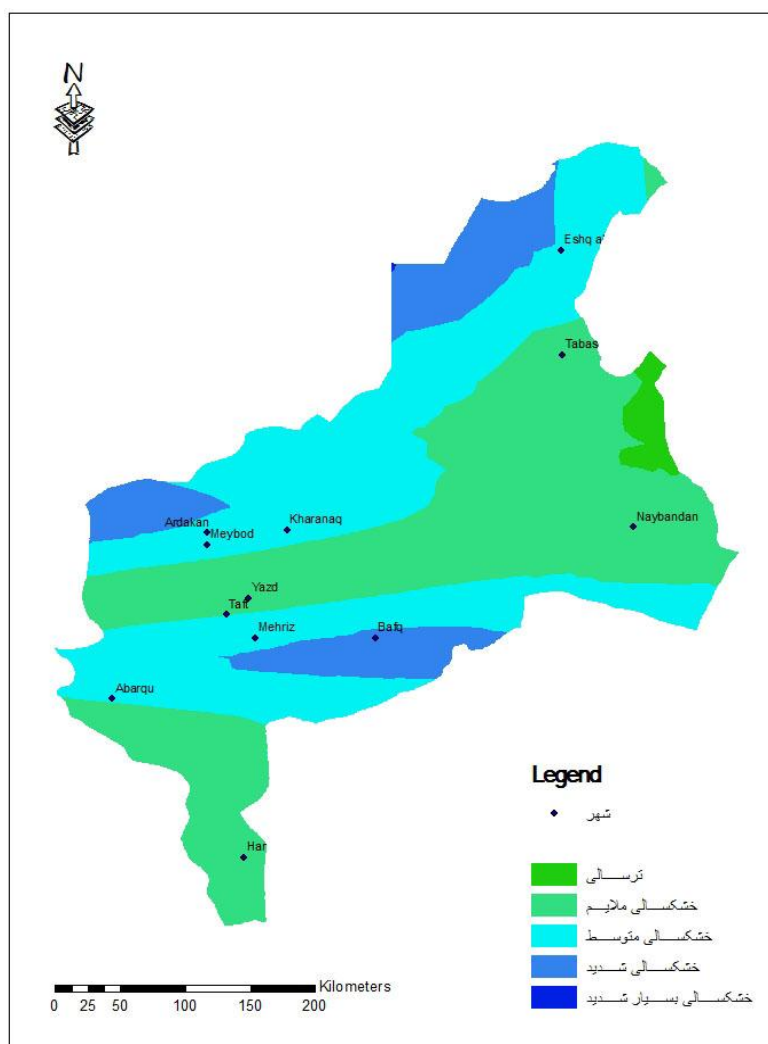 N
Eshq a
Tabas
Ardakan
Kharanaq
Meybod
Naybandan
Yazd
Taft
Mehriz
Bafq
Abarqu
Har
Legend
شهر
ترسالی
خشکسالی ملایم
خشکسالی متوسط
خشکسالی شدید
خشکسالی بسیار شدید
Kilometers
0 25 50 100 150 200